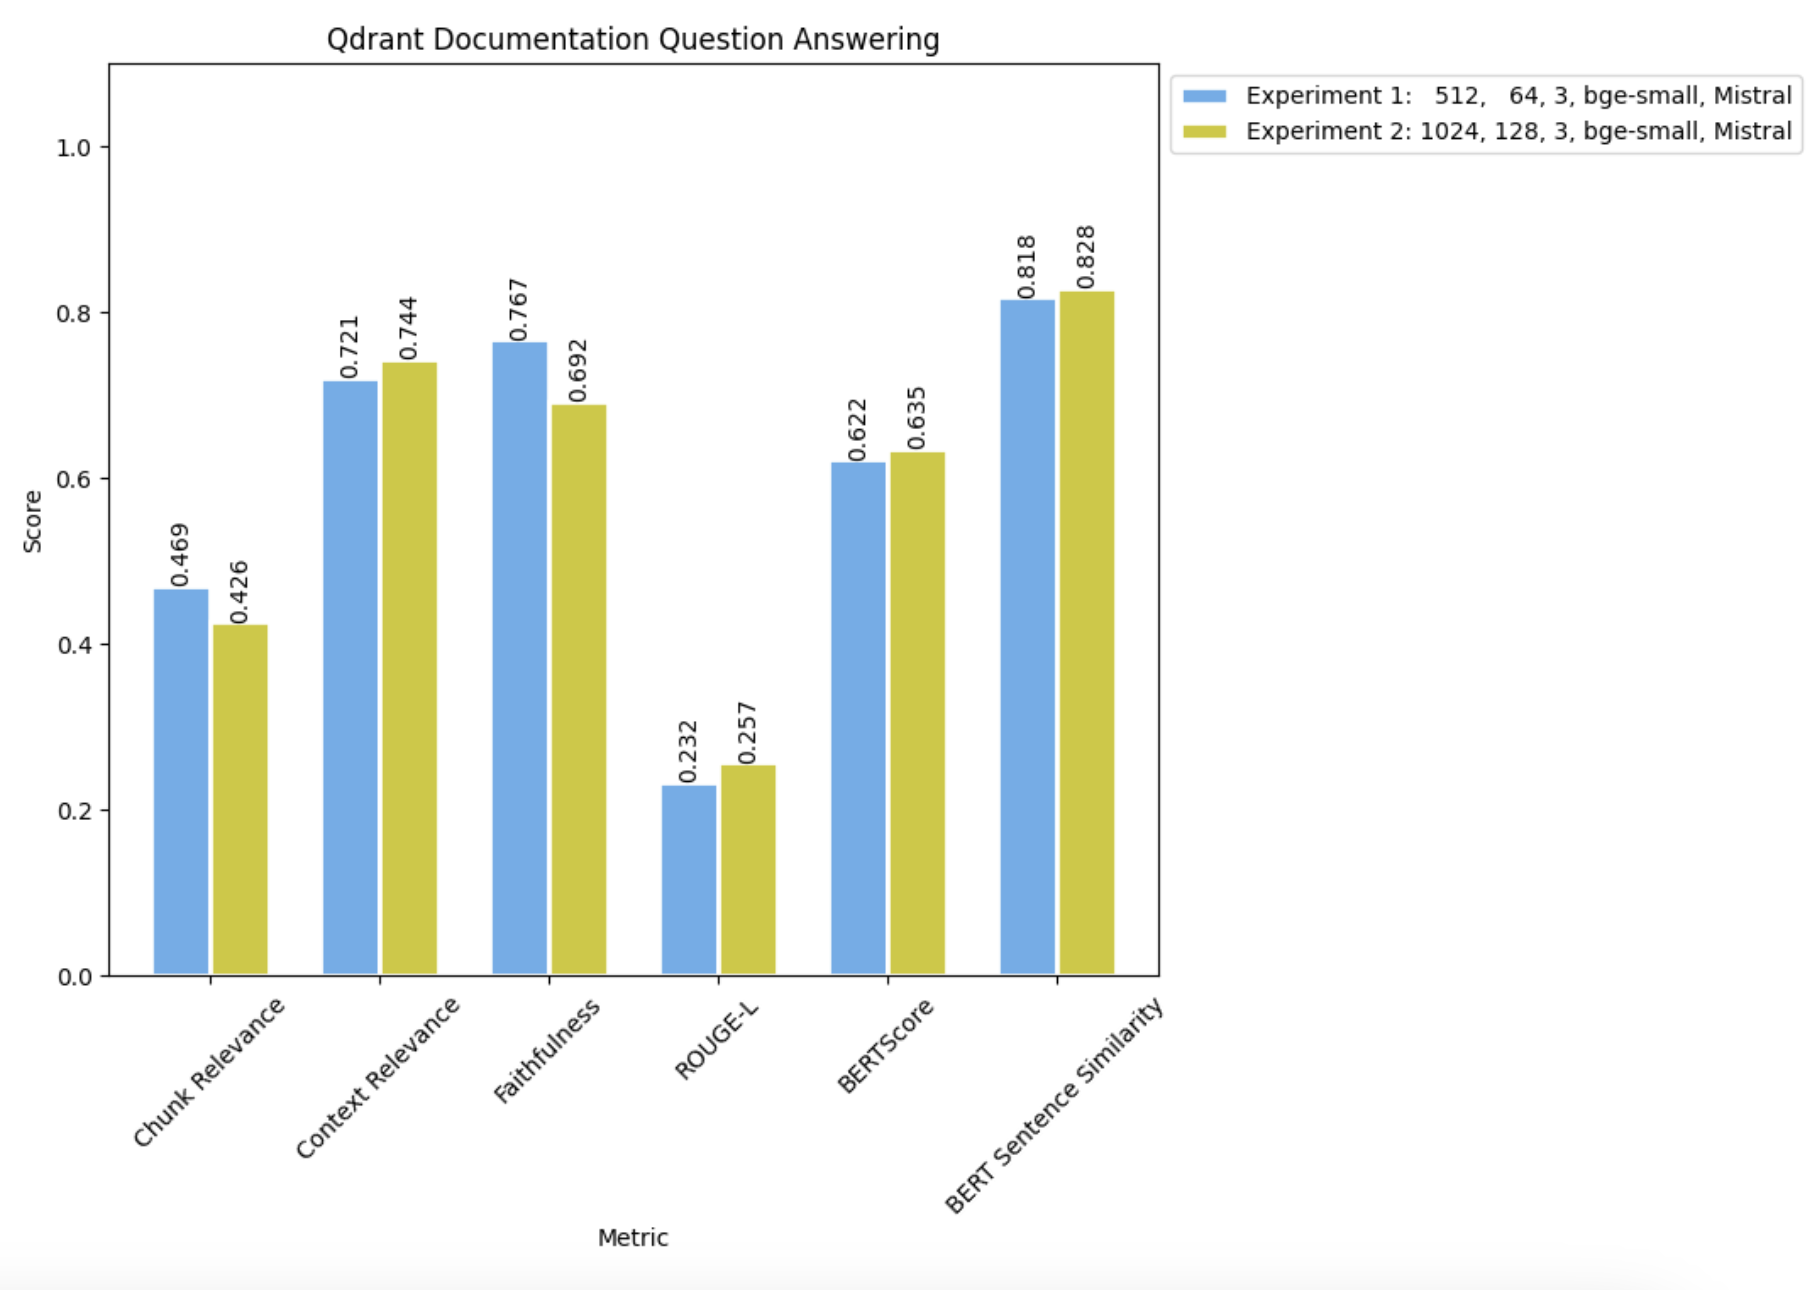 Qdrant Documentation Question Answering
Experiment 1:   512,   64, 3, bge-small, Mistral
Experiment 2: 1024, 128, 3, bge-small, Mistral
Score
1.0
0.8
0.6
0.4
0.2
0.0
0.469
0.426
0.721
0.744
0.767
0.692
0.232
0.257
0.622
0.635
0.818
0.828
Chunk Relevance
Context Relevance
Faithfulness
ROUGE-L
BERTScore
BERT Sentence Similarity
Metric